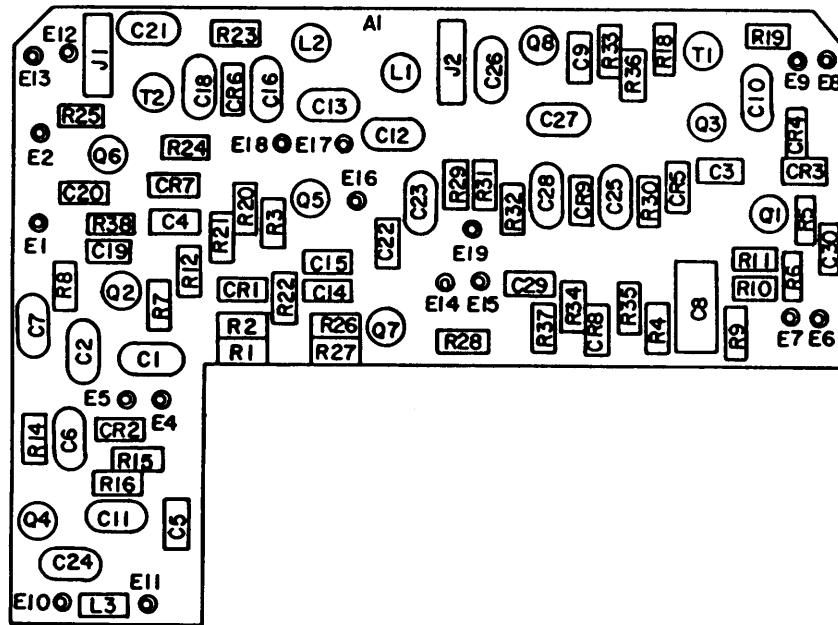 A1
C21
R23
L2
Q8
R33
R18
R19
E12
J1
J2
C9
T1
E13
C26
R36
E9
E8
L1
T2
C18
CR6
C16
C13
C10
R25
C27
Q3
E2
C12
CR4
R24
E18
E17
Q6
C3
CR3
CR7
R29
R31
CR5
C20
R20
Q5
E16
C23
R32
C28
CR9
C25
R30
Q1
R5
R38
C4
R21
R3
E1
E19
C30
C19
C22
R12
C15
R11
R6
R8
Q2
CR1
R22
C14
E14
E15
C29
R10
R7
R34
R35
C8
C7
R2
R26
Q7
R37
CR8
R4
R9
E7
E6
C2
C1
R1
R27
R28
E5
E4
R14
C6
CR2
R15
R16
Q4
C11
C5
C24
E10
L3
E11